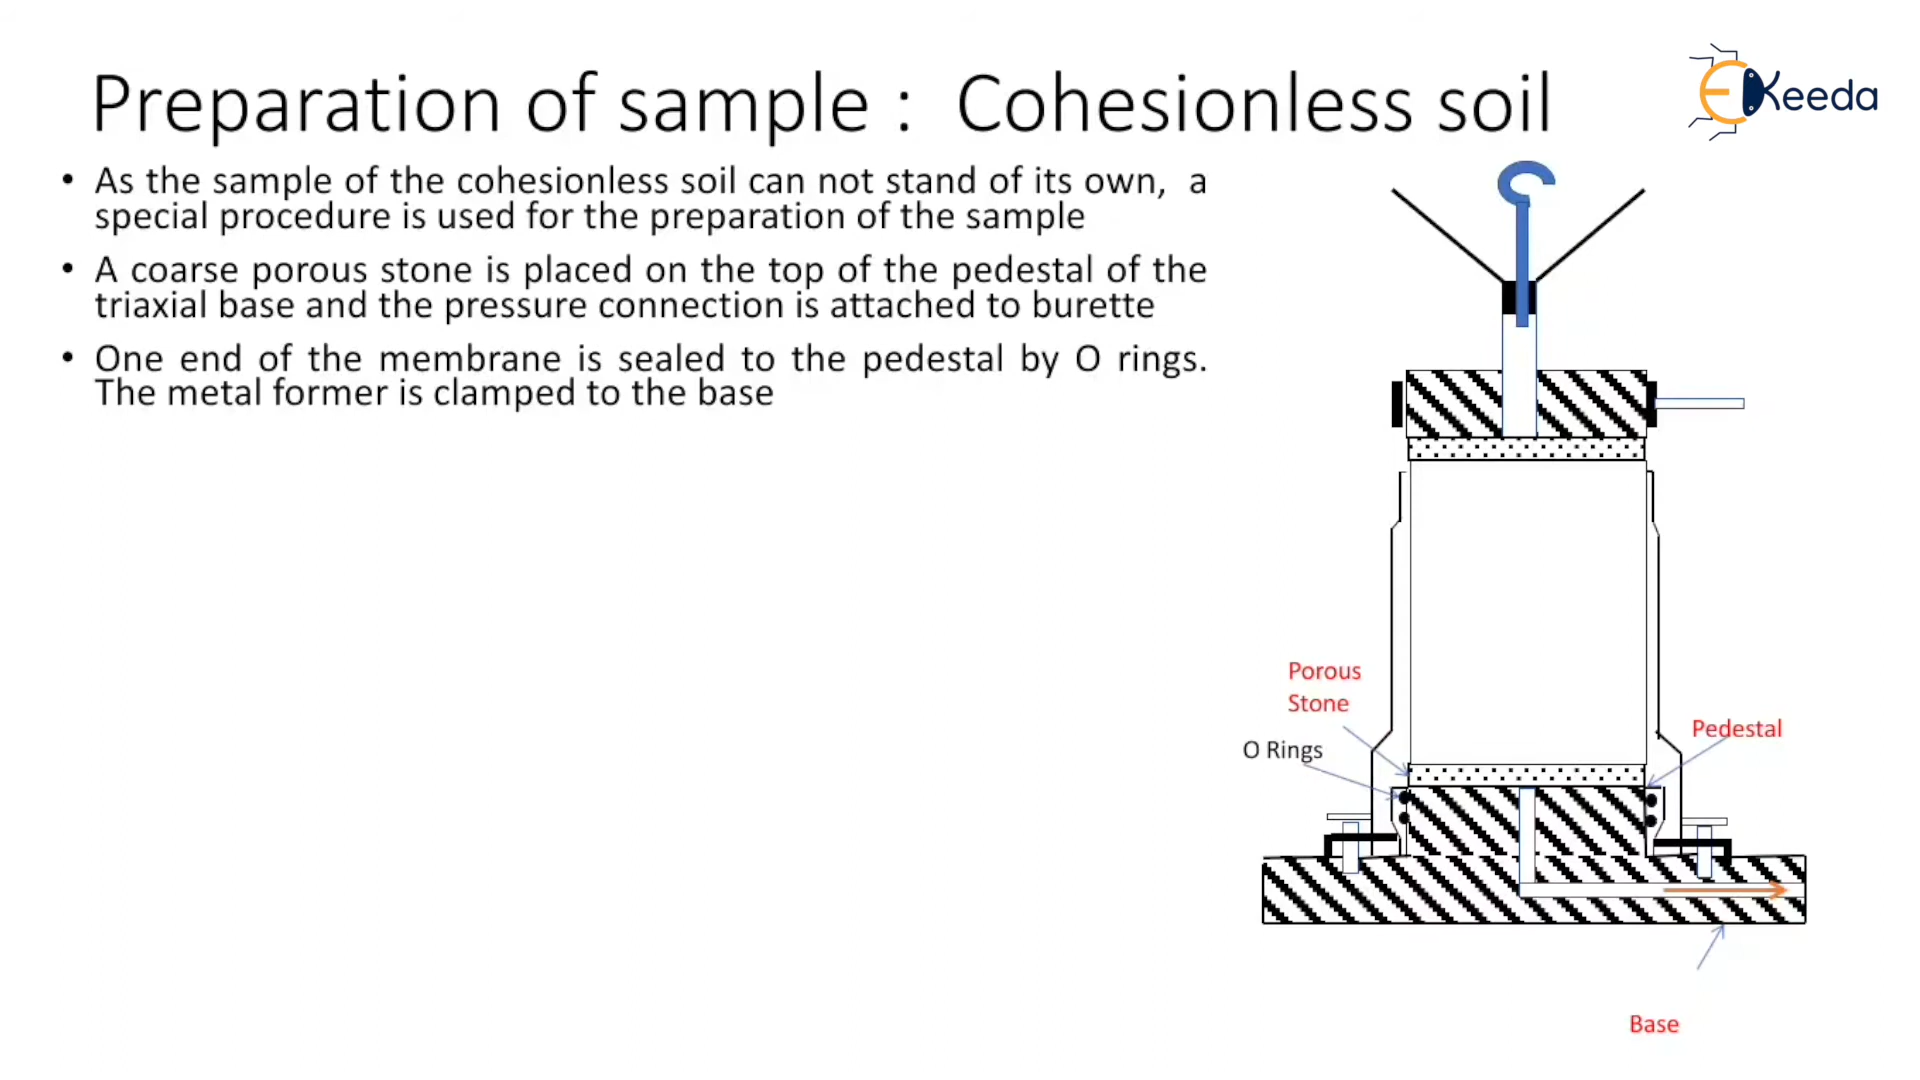 Preparation of sample : Cohesionless soil
EKeeda
• As the sample of the cohesionless soil can not stand of its own, a
special procedure is used for the preparation of the sample
• A coarse porous stone is placed on the top of the pedestal of the
triaxial base and the pressure connection is attached to burette
• One end of the membrane is sealed to the pedestal by O rings.
The metal former is clamped to the base
Porous
Stone
Pedestal
O Rings
Base